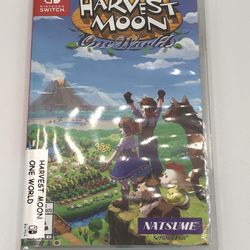 NINTENDO
SWITCH
HARVEST
MOON
One World
HARVEST MOON
ONE WORLD
NATSUME
Serious Fun